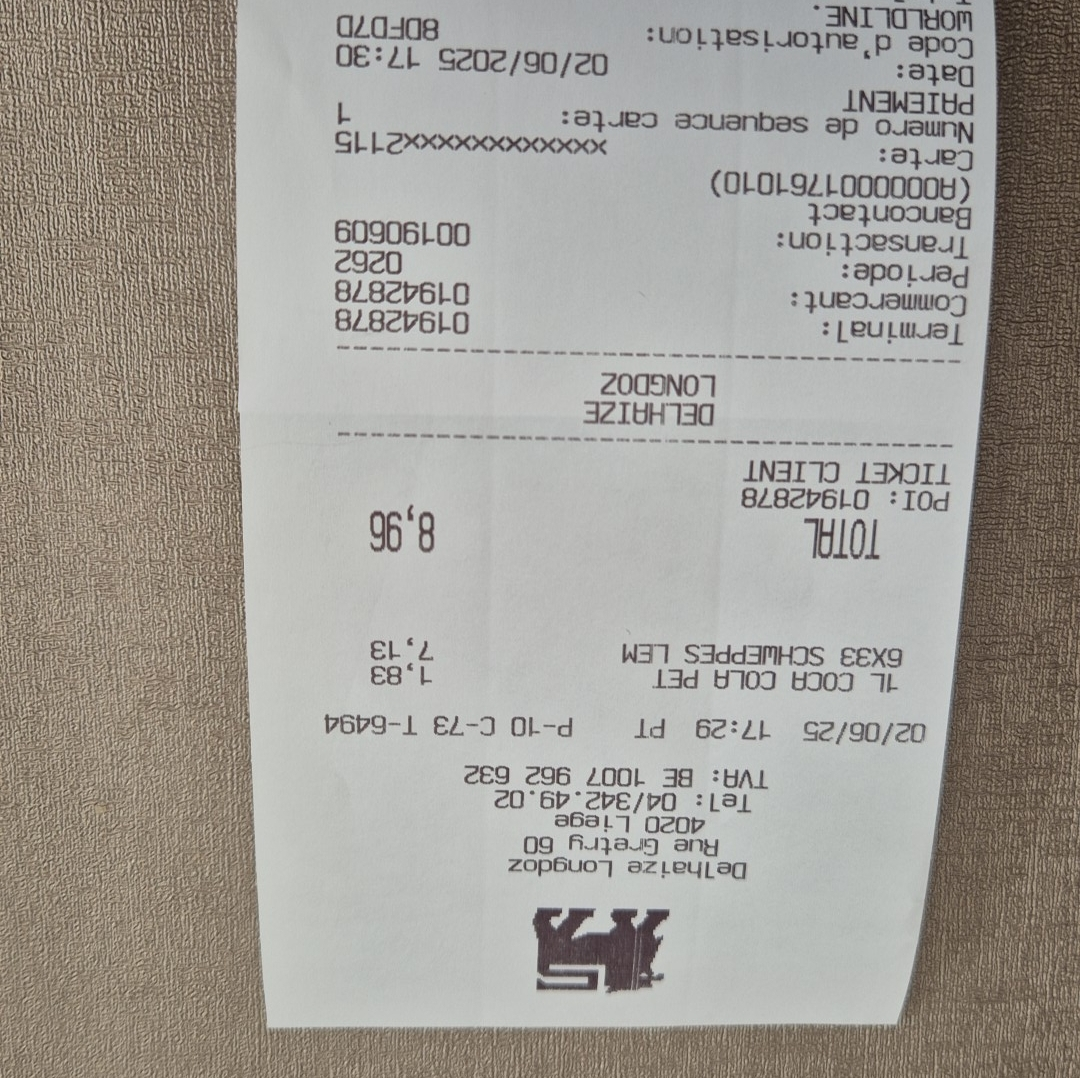 Delhaize Longdoz
Rue Gretry 60
4020 Liege
Tel: 04/342.49.02
TVA: BE 1007 962 632
02/06/25 17:29 PT P-10 C-73 T-6494
1L COCA COLA PET 1,83
6X33 SCHWEPPES LEM 7,13
TOTAL 8,96
POI: 01942878
TICKET CLIENT
--------------------------------------------
DELHAIZE
LONGDOZ
--------------------------------------------
Terminal: 01942878
Commercant: 01942878
Periode: 0262
Transaction: 00190609
Bancontact
(A0000001761010)
Carte: xxxxxxxxxxxxx2115
Numero de sequence carte: 1
PAIEMENT
Date: 02/06/2025 17:30
Code d'autorisation: 8DFD7D
WORLDLINE.